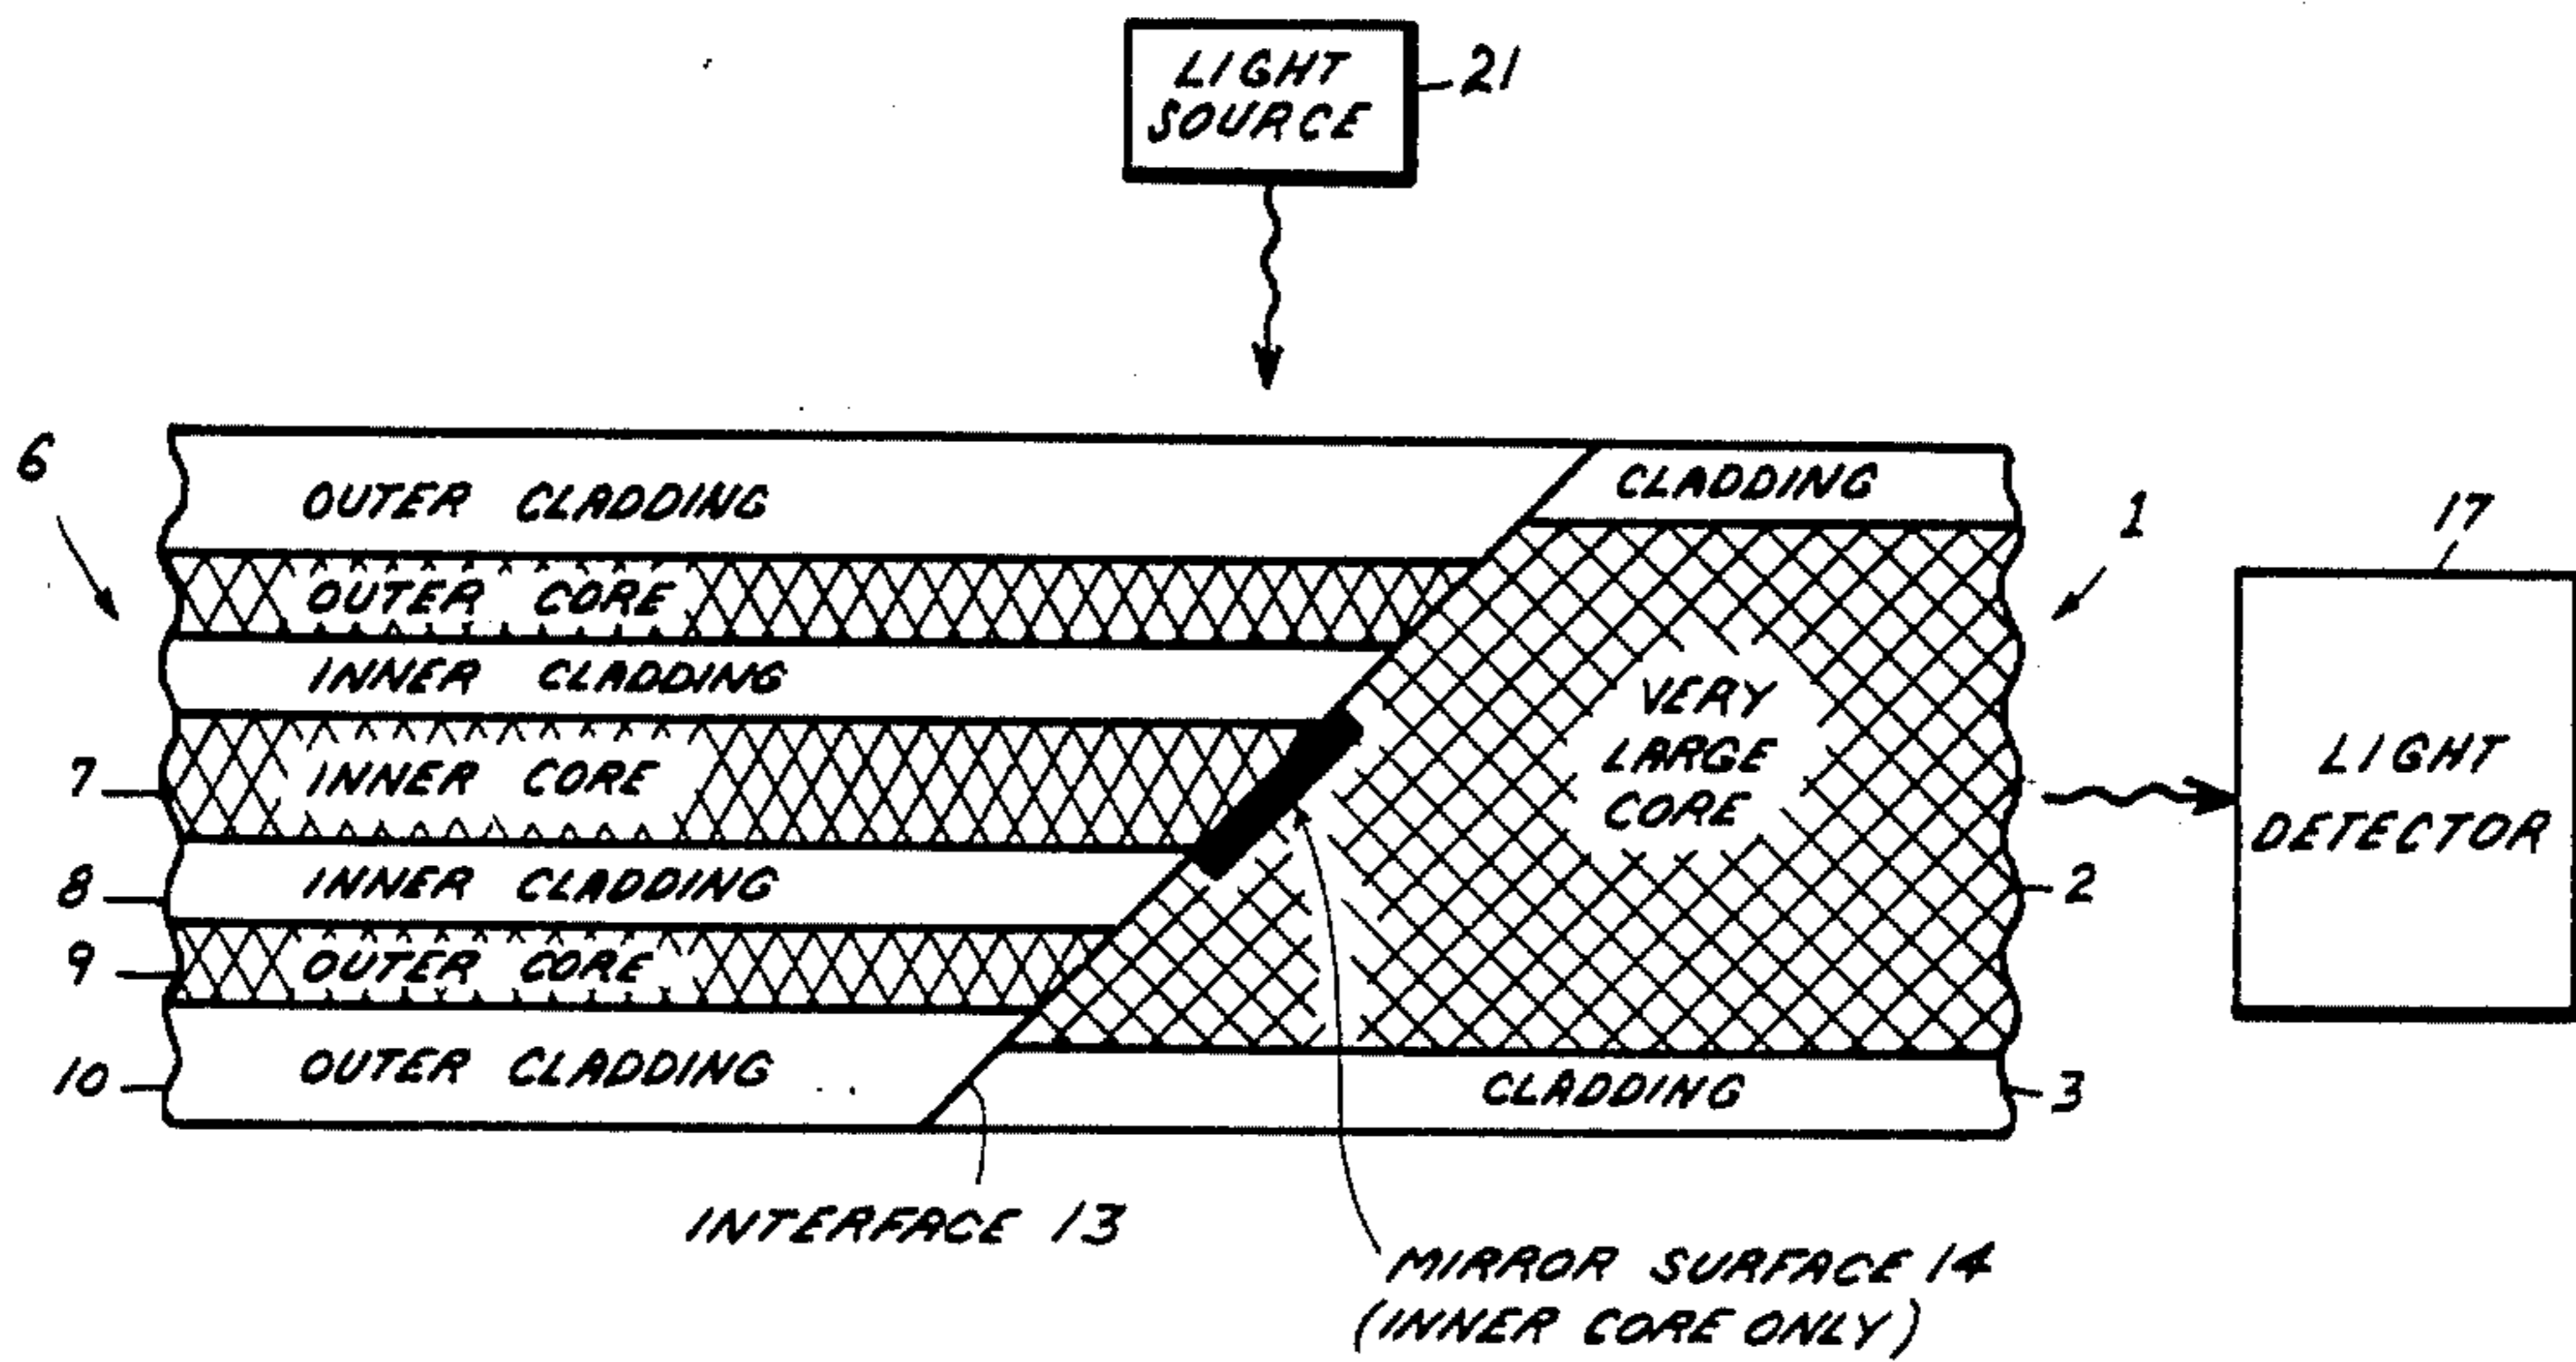 LIGHT
SOURCE
21
6
OUTER CLADDING
CLADDING
1
17
OUTER CORE
INNER CLADDING
VERY
LARGE
CORE
LIGHT
DETECTOR
7
INNER CORE
8
INNER CLADDING
2
9
OUTER CORE
10
OUTER CLADDING
CLADDING
3
INTERFACE 13
MIRROR SURFACE 14
(INNER CORE ONLY)